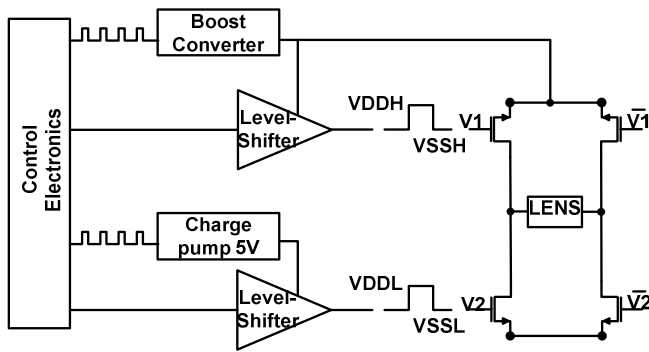 Boost
Converter
Control
Electronics
Level-
Shifter
VDDH
VSSH
V1
V̅1
LENS
Charge
pump 5V
Level-
Shifter
VDDL
VSSL
V2
V̅2